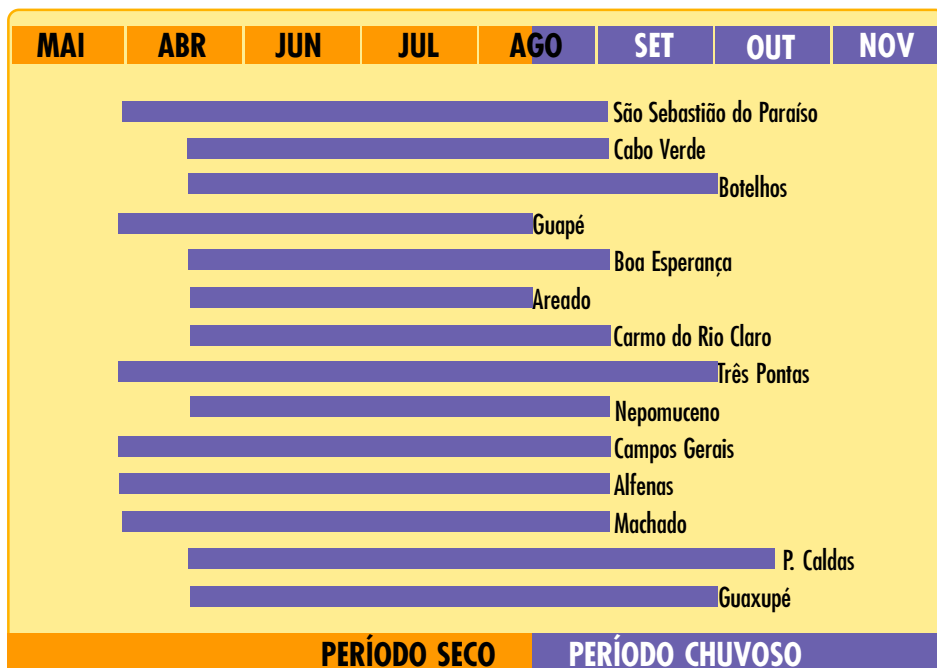 MAI ABR JUN JUL AGO SET OUT NOV
São Sebastião do Paraíso
Cabo Verde
Botelhos
Guapé
Boa Esperança
Areado
Carmo do Rio Claro
Três Pontas
Nepomuceno
Campos Gerais
Alfenas
Machado
P. Caldas
Guaxupé
PERÍODO SECO PERÍODO CHUVOSO